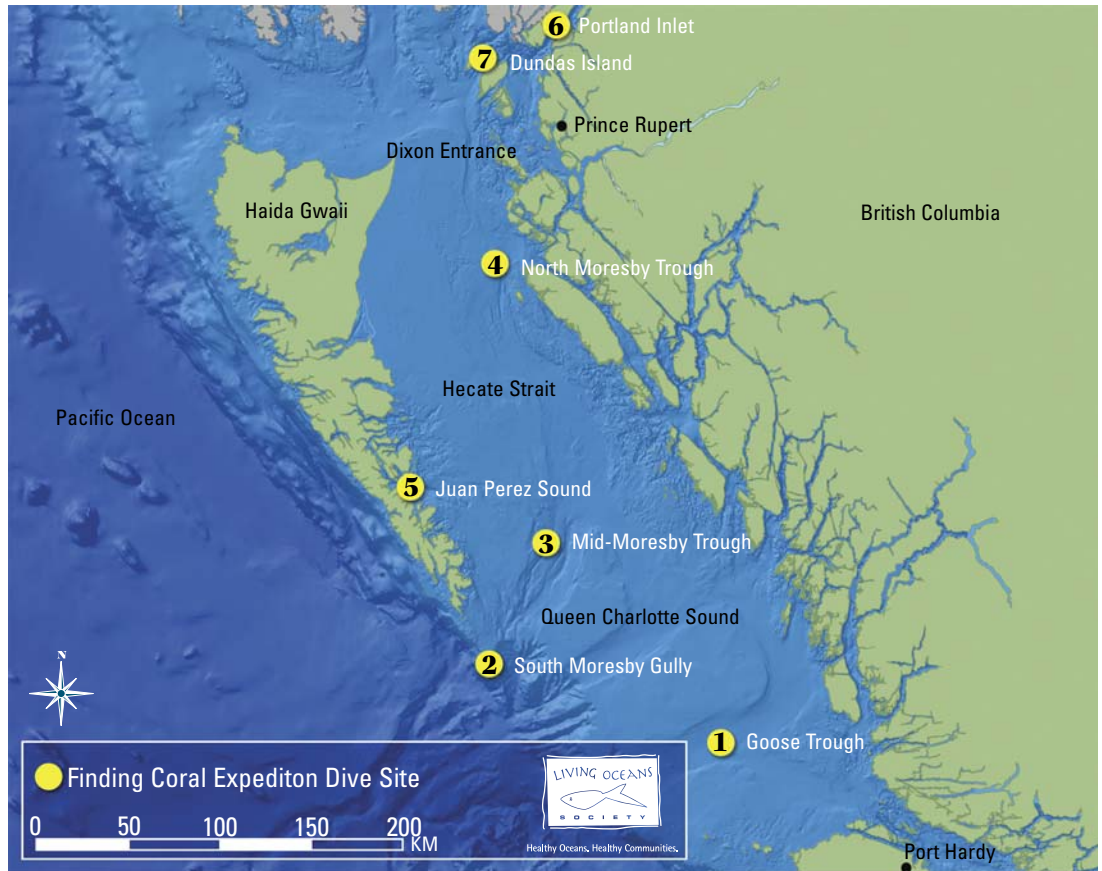 6 Portland Inlet
7 Dundas Island
Prince Rupert
Dixon Entrance
Haida Gwaii
British Columbia
4 North Moresby Trough
Hecate Strait
Pacific Ocean
5 Juan Perez Sound
3 Mid-Moresby Trough
Queen Charlotte Sound
N
2 South Moresby Gully
1 Goose Trough
Finding Coral Expediton Dive Site
0 50 100 150 200
KM
LIVING OCEANS
SOCIETY
Healthy Oceans. Healthy Communities.
Port Hardy